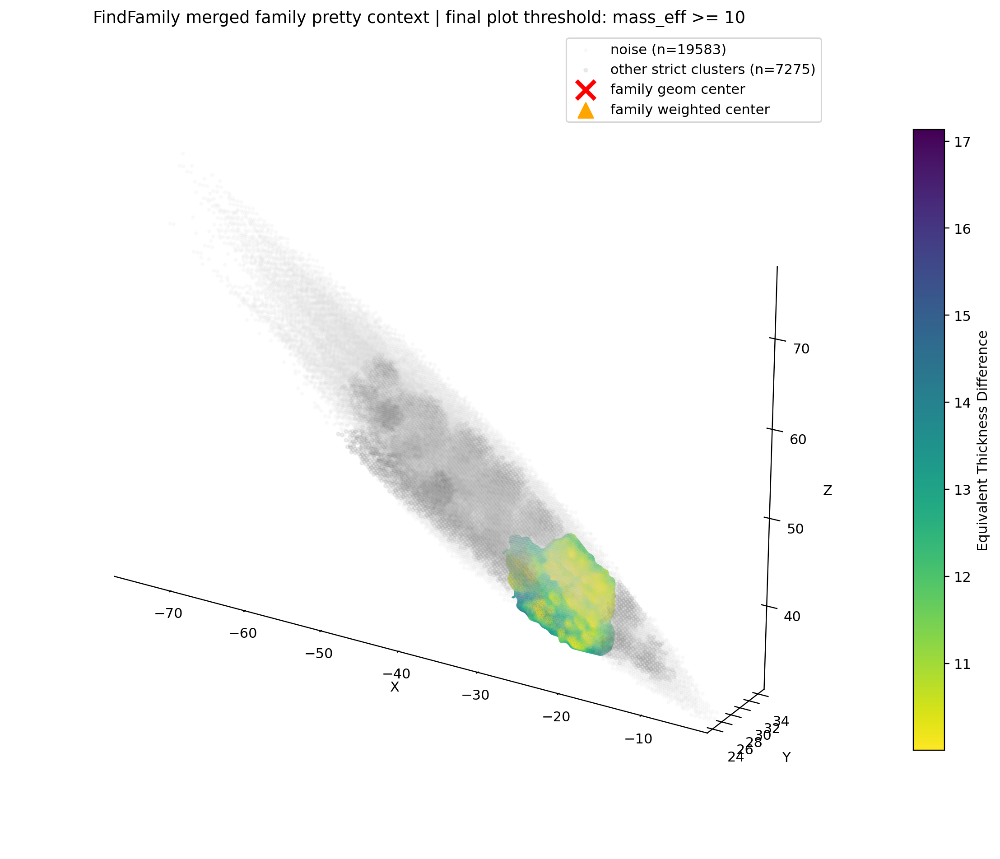 FindFamily merged family pretty context | final plot threshold: mass_eff >= 10
noise (n=19583)
other strict clusters (n=7275)
family geom center
family weighted center
17
16
15
14
13
12
11
Equivalent Thickness Difference
70
60
50
40
Z
−70
−60
−50
−40
−30
−20
−10
X
34
32
30
28
26
24
Y